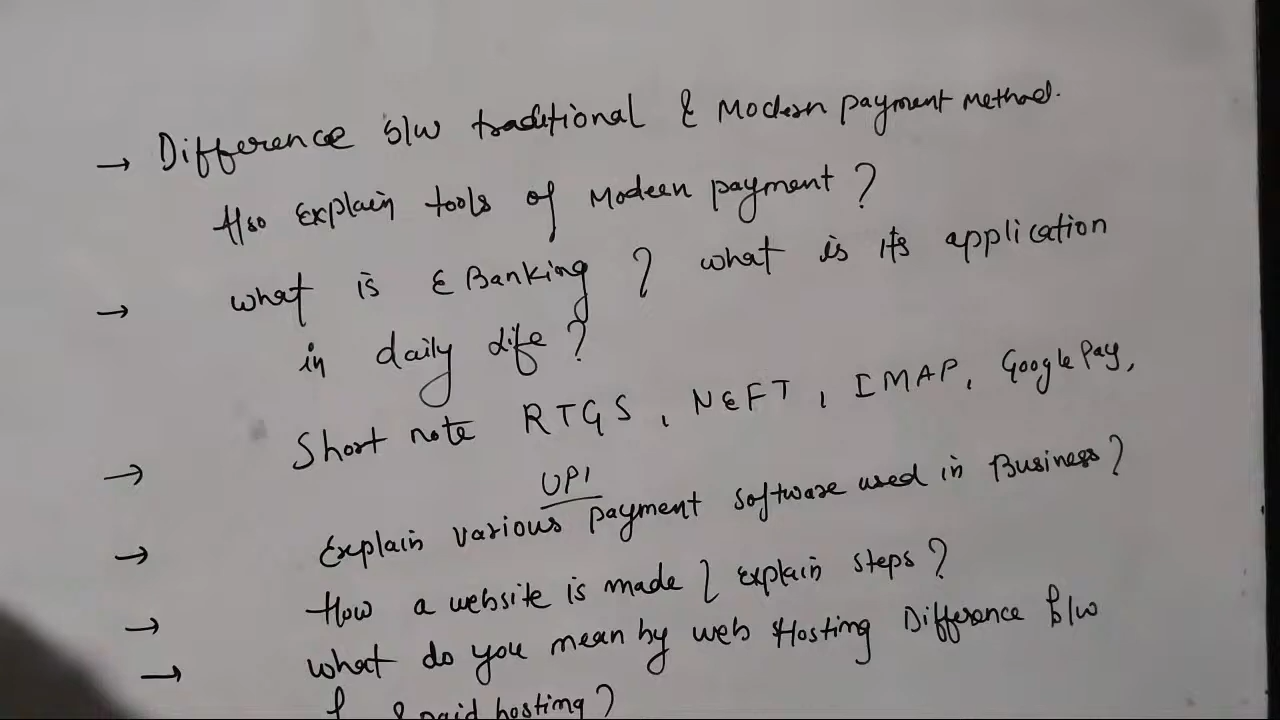 → Difference b/w traditional & Modern payment method.
Also explain tools of Modern payment?
→ what is E Banking? what is its application
in daily life?
→ Short note RTGS, NEFT, IMAP, Google Pay,
UPI
→ Explain various payment software used in Business?
→ How a website is made? explain steps?
→ what do you mean by web Hosting Difference b/w
& paid hosting?